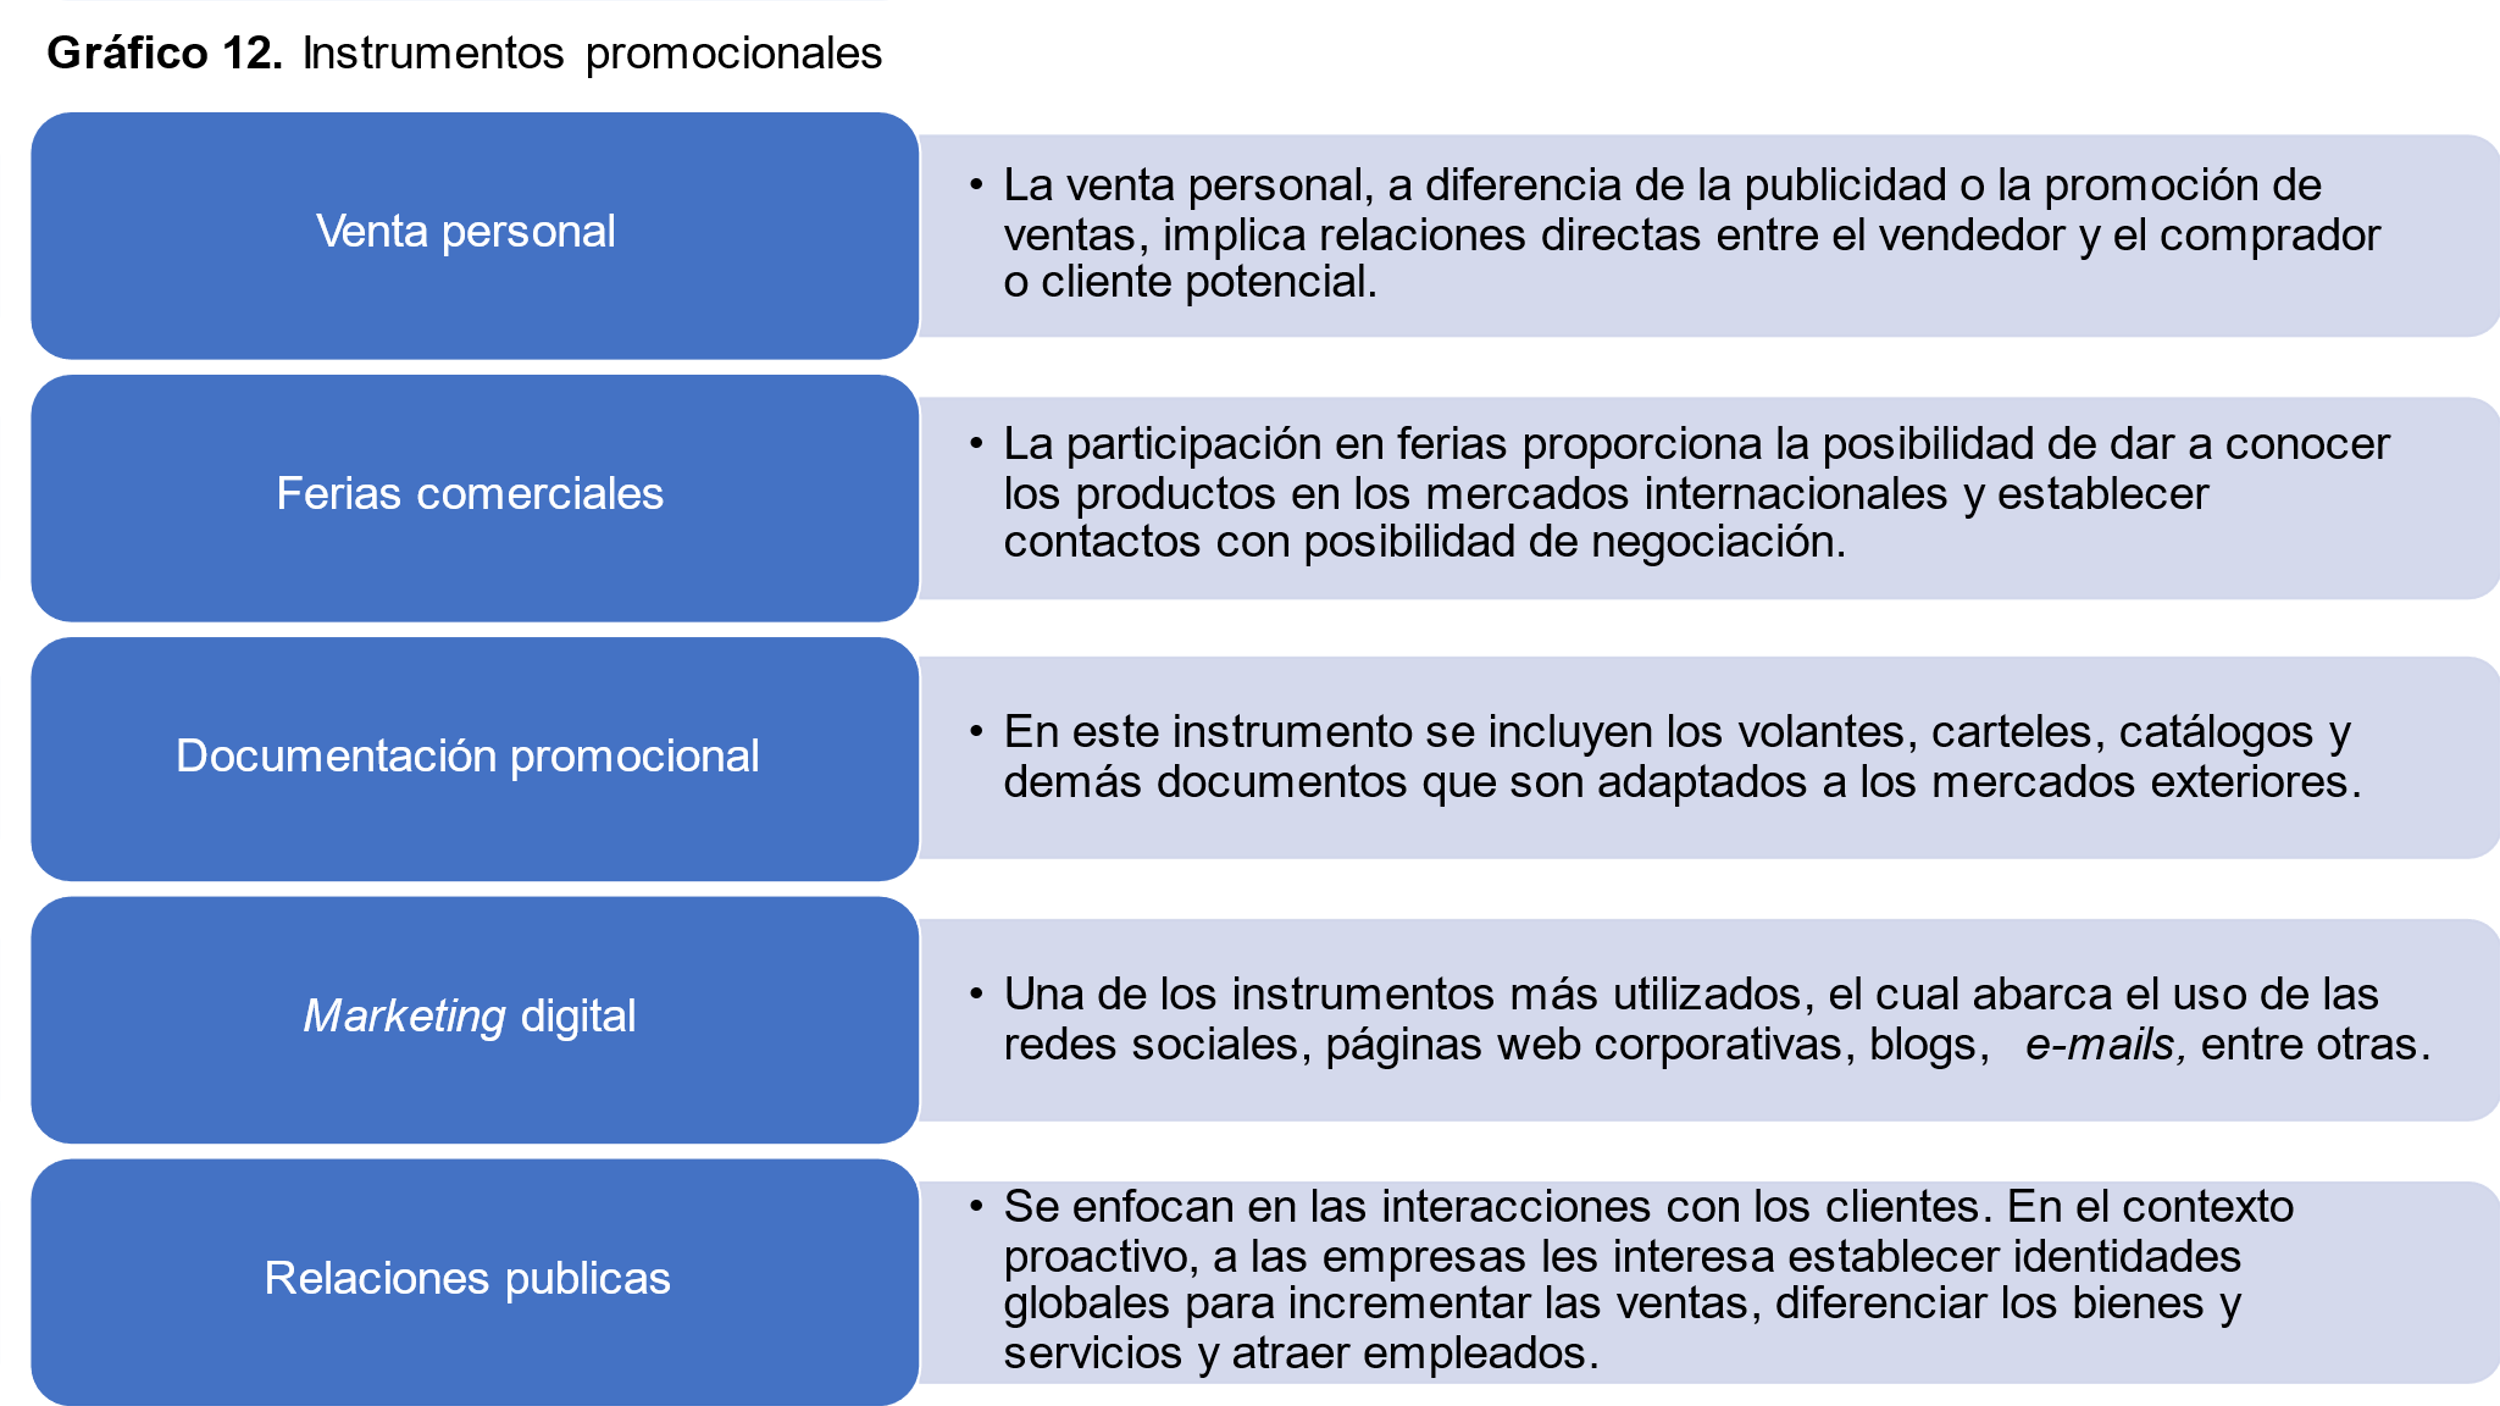 Gráfico 12. Instrumentos promocionales
Venta personal
• La venta personal, a diferencia de la publicidad o la promoción de
ventas, implica relaciones directas entre el vendedor y el comprador
o cliente potencial.
Ferias comerciales
• La participación en ferias proporciona la posibilidad de dar a conocer
los productos en los mercados internacionales y establecer
contactos con posibilidad de negociación.
Documentación promocional
• En este instrumento se incluyen los volantes, carteles, catálogos y
demás documentos que son adaptados a los mercados exteriores.
Marketing digital
• Una de los instrumentos más utilizados, el cual abarca el uso de las
redes sociales, páginas web corporativas, blogs, e-mails, entre otras.
Relaciones publicas
• Se enfocan en las interacciones con los clientes. En el contexto
proactivo, a las empresas les interesa establecer identidades
globales para incrementar las ventas, diferenciar los bienes y
servicios y atraer empleados.